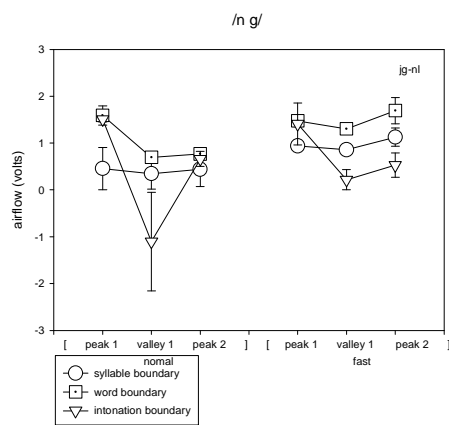 /n g/
3
jg-nl
2
1
0
-1
-2
-3
airflow (volts)
[ peak 1 valley 1 peak 2 ] [ peak 1 valley 1 peak 2 ]
nomal fast
syllable boundary
word boundary
intonation boundary